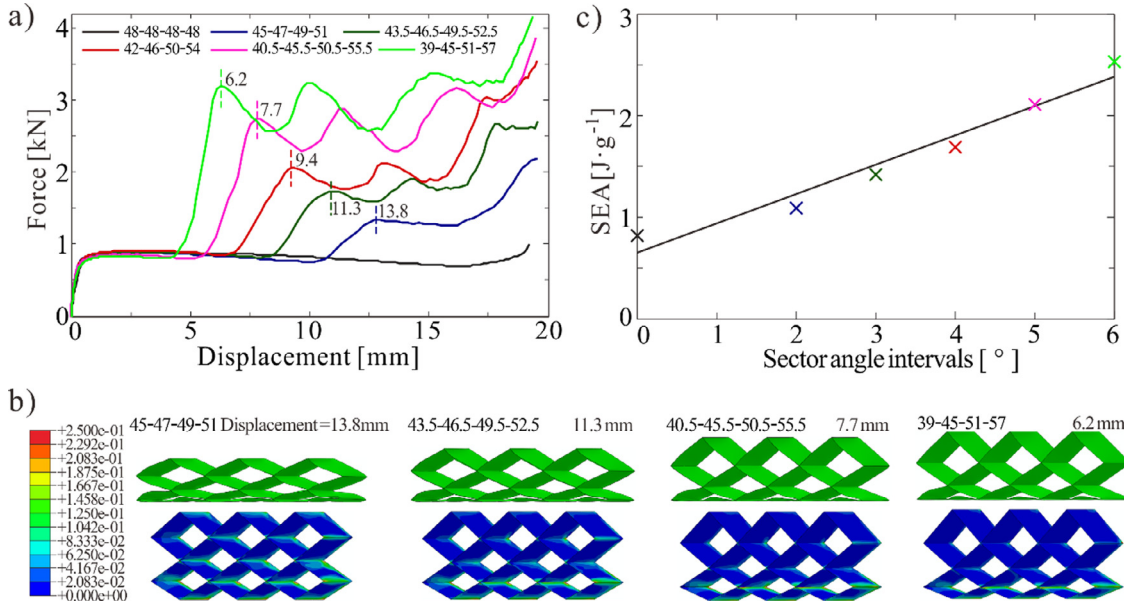 a)
Force [kN]
4
3
2
1
0
48-48-48-48
45-47-49-51
43.5-46.5-49.5-52.5
42-46-50-54
40.5-45.5-50.5-55.5
39-45-51-57
6.2
7.7
9.4
11.3
13.8
0
5
10
15
20
Displacement [mm]
c)
SEA[J·g⁻¹]
3
2
1
0
0
1
2
3
4
5
6
Sector angle intervals [ ° ]
b)
45-47-49-51 Displacement=13.8mm
43.5-46.5-49.5-52.5 11.3 mm
40.5-45.5-50.5-55.5 7.7 mm
39-45-51-57 6.2 mm
+2.500e-01
+2.292e-01
+2.083e-01
+1.875e-01
+1.667e-01
+1.458e-01
+1.250e-01
+1.042e-01
+8.333e-02
+6.250e-02
+4.167e-02
+2.083e-02
+0.000e+00